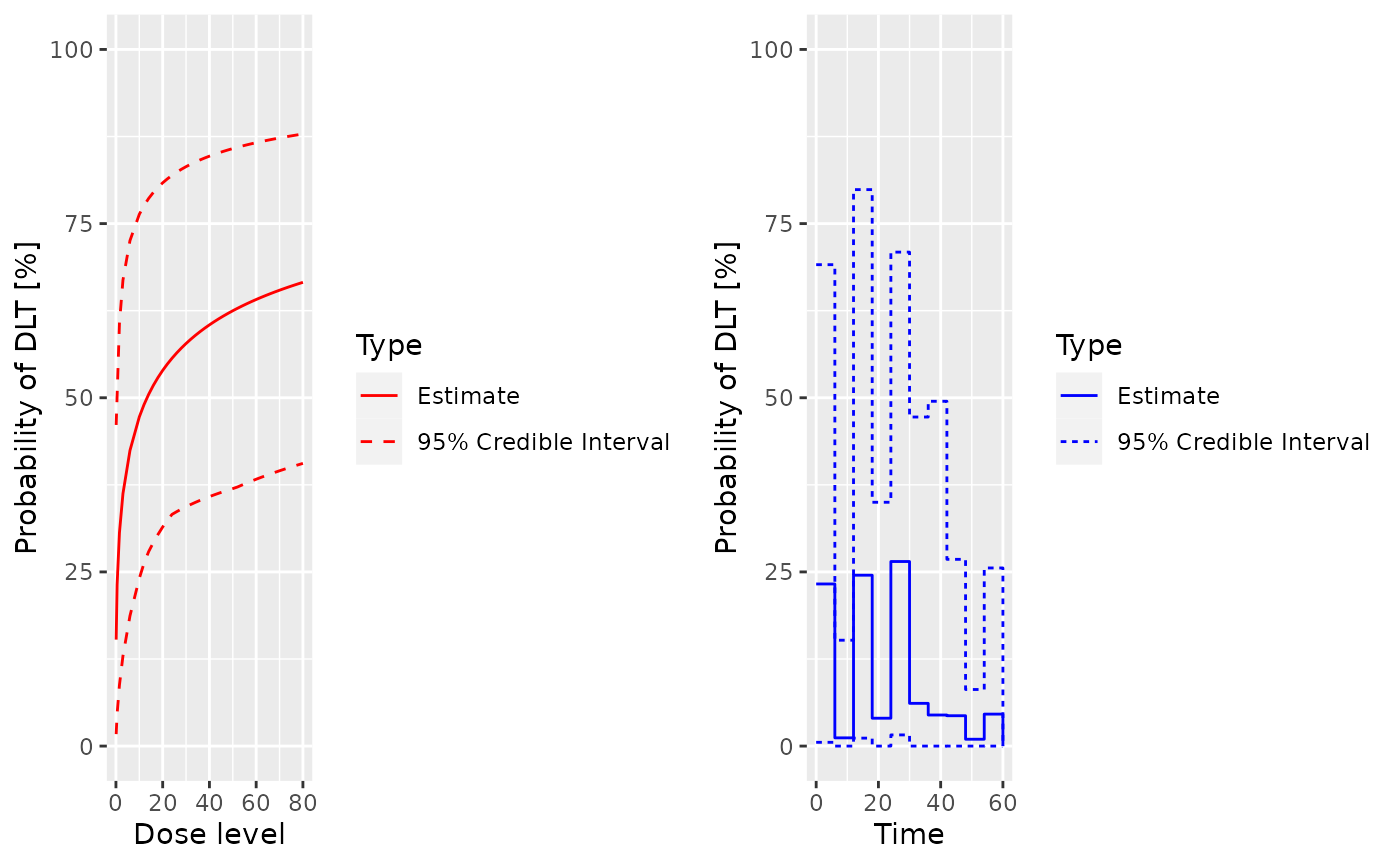 Probability of DLT [%]
100
75
50
25
0
0 20 40 60 80
Dose level
Type
Estimate
95% Credible Interval
Probability of DLT [%]
100
75
50
25
0
0 20 40 60
Time
Type
Estimate
95% Credible Interval